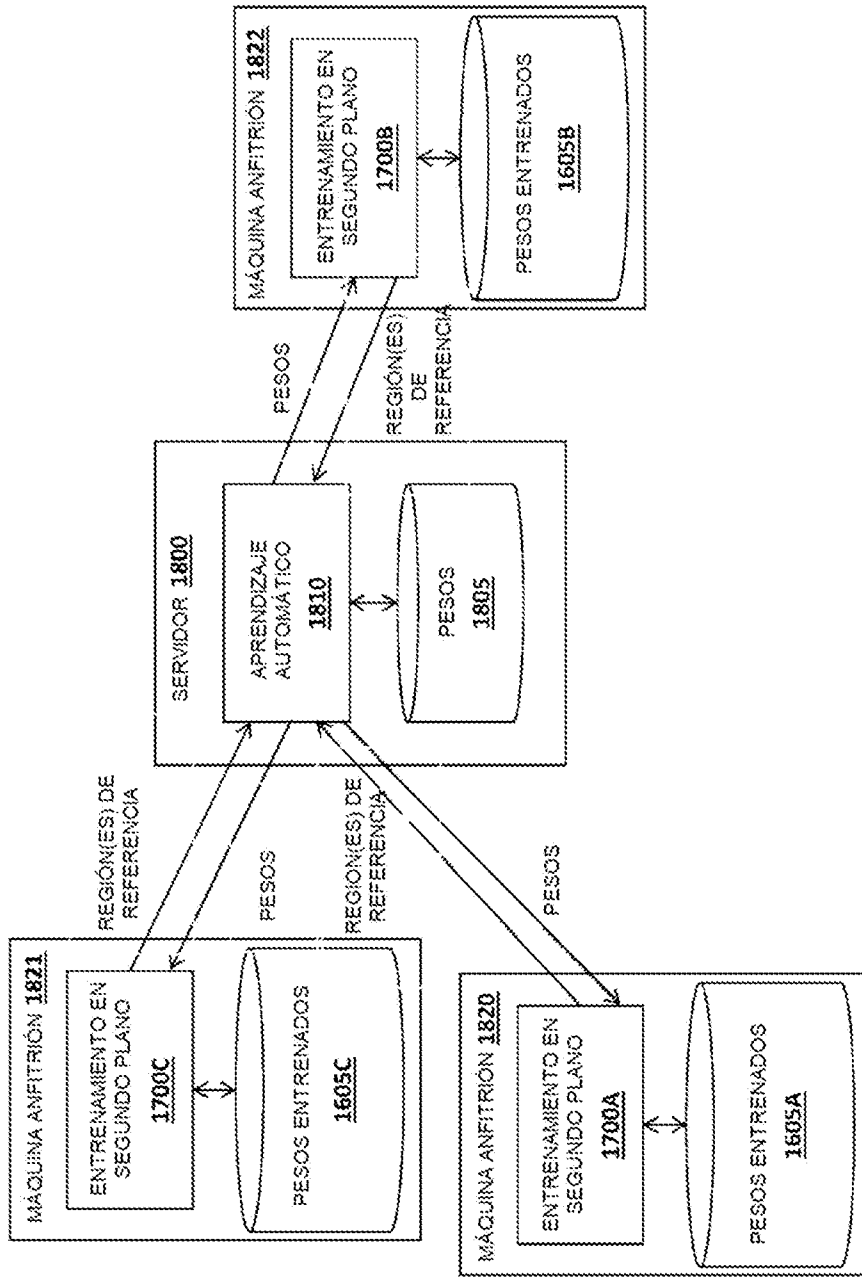 MÁQUINA ANFITRIÓN 1821
ENTRENAMIENTO EN
SEGUNDO PLANO
1700C
PESOS ENTRENADOS
1605C
REGIÓN(ES) DE
REFERENCIA
PESOS
MÁQUINA ANFITRIÓN 1820
ENTRENAMIENTO EN
SEGUNDO PLANO
1700A
PESOS ENTRENADOS
1605A
REGION(ES) DE
REFERENCIA
PESOS
SERVIDOR 1800
APRENDIZAJE
AUTOMÁTICO
1810
PESOS
1805
PESOS
REGIÓN(ES)
DE
REFERENCIA
MÁQUINA ANFITRIÓN 1822
ENTRENAMIENTO EN
SEGUNDO PLANO
1700B
PESOS ENTRENADOS
1605B